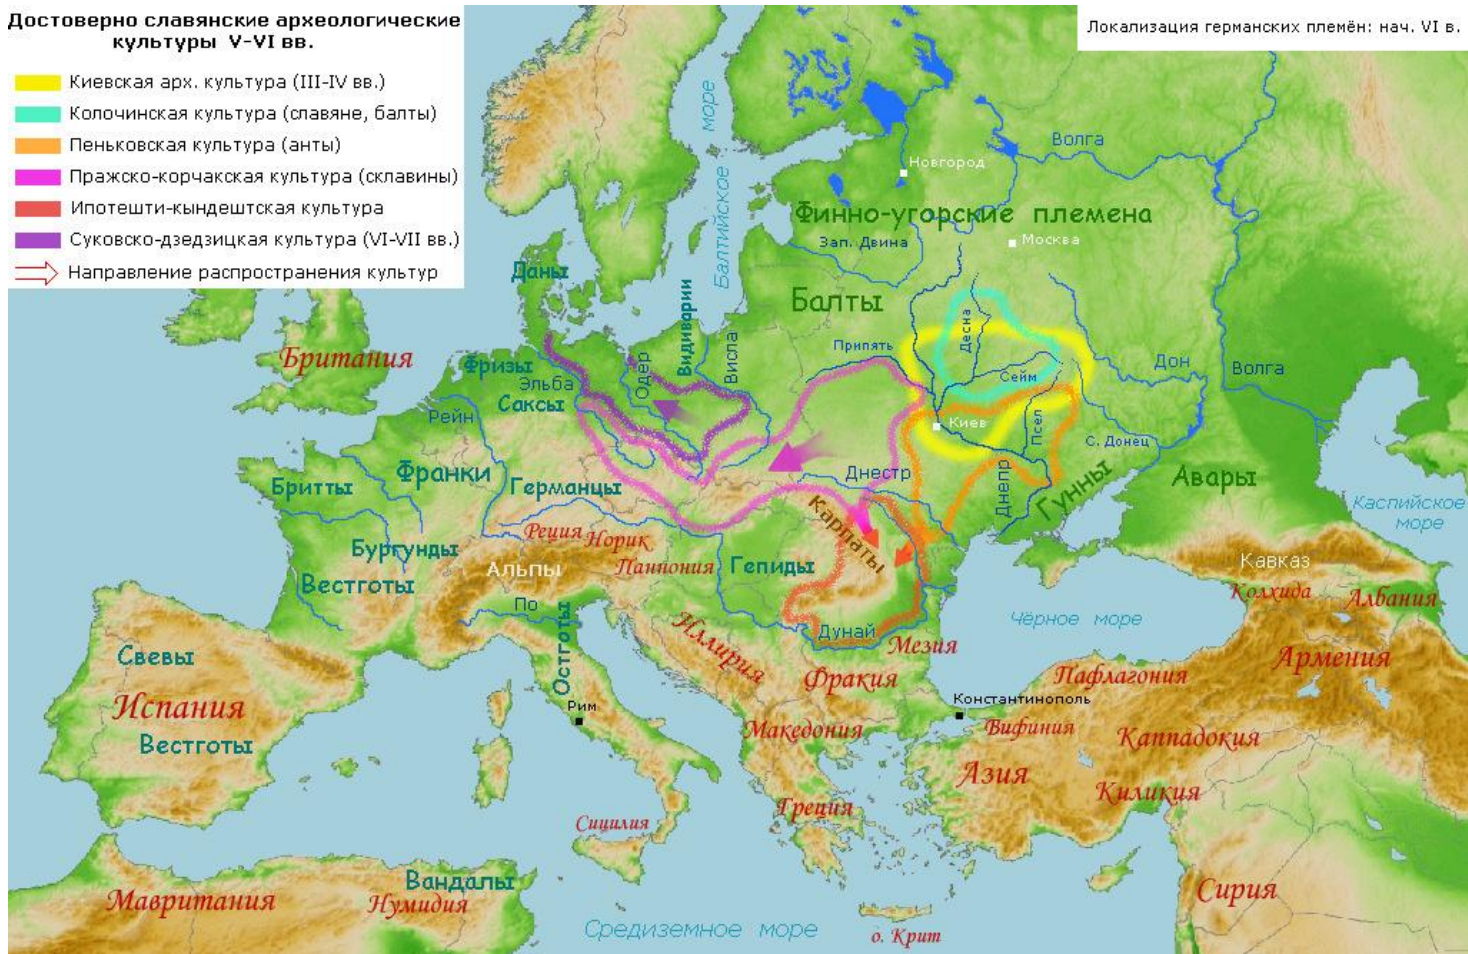 Достоверно славянские археологические
культуры V-VI вв.
Киевская арх. культура (III-IV вв.)
Колочинская культура (славяне, балты)
Пеньковская культура (анты)
Пражско-корчакская культура (склавины)
Ипотешти-кындештская культура
Суковско-дзедзицкая культура (VI-VII вв.)
Направление распространения культур
Локализация германских племён: нач. VI в.
Балтийское море
Волга
Новгород
Финно-угорские племена
Зап. Двина
Москва
Даны
Видиварии
Балты
Десна
Британия
Фризы
Эльба
Одер
Висла
Припять
Дон
Волга
Саксы
Сейм
Рейн
Киев
Псел
С. Донец
Франки
Бритты
Германцы
Днестр
Днепр
Гунны
Авары
Каспийское
море
Карпаты
Реция
Норик
Бургунды
Паннония
Гепиды
Альпы
Вестготы
Кавказ
Колхида
Албания
По
Остготы
Дунай
Чёрное море
Мезия
Иллирия
Свевы
Армения
Фракия
Пафлагония
Испания
Рим
Константинополь
Вестготы
Македония
Вифиния
Каппадокия
Азия
Киликия
Греция
Сицилия
Вандалы
Мавритания
Нумидия
Сирия
Средиземное море
о. Крит